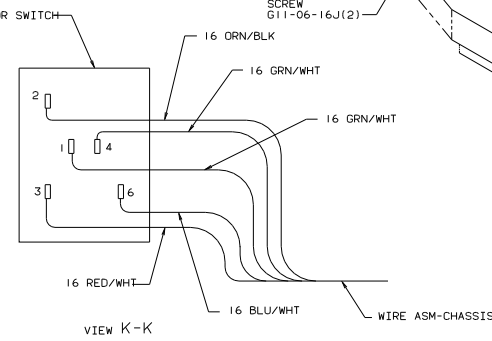 OR SWITCH
SCREW
G11-06-16J(2)
16 ORN/BLK
16 GRN/WHT
16 GRN/WHT
2
1
4
3
6
16 RED/WHT
16 BLU/WHT
WIRE ASM-CHASSIS
VIEW K-K